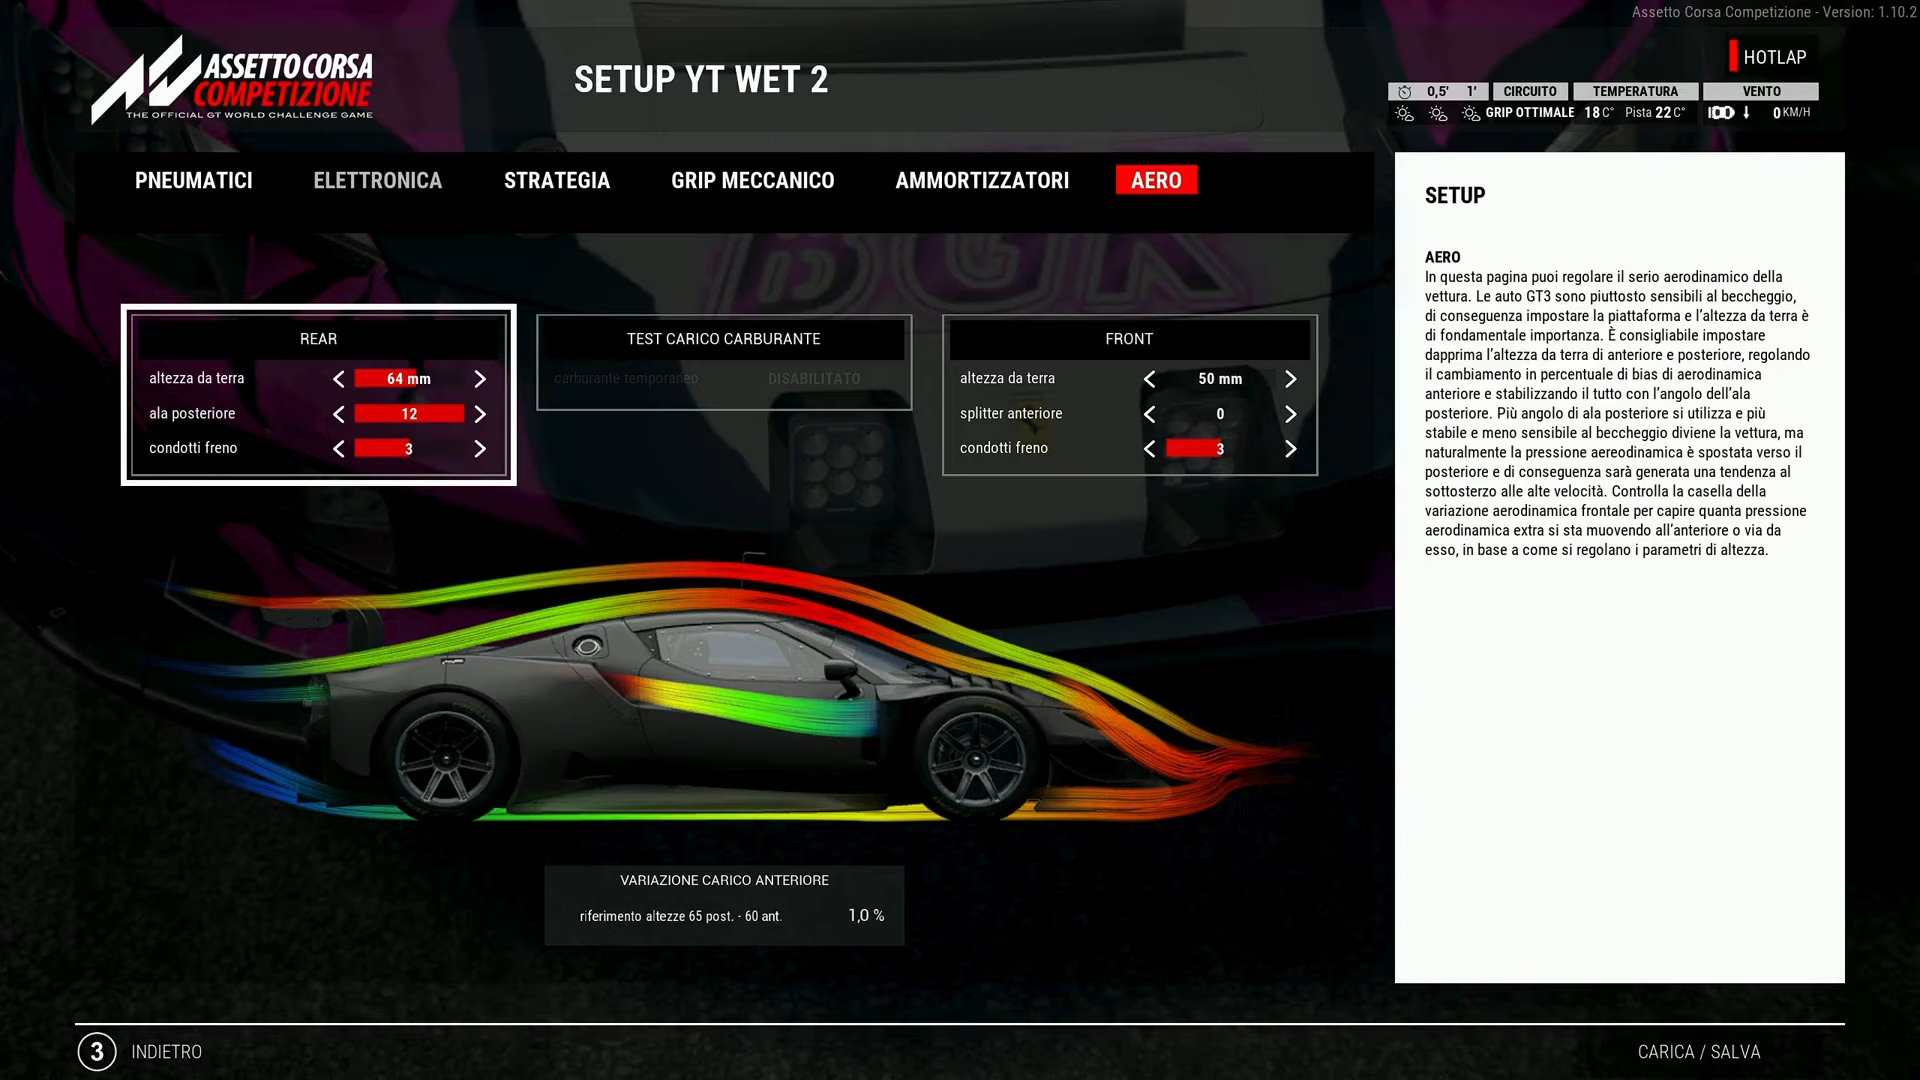 Assetto Corsa Competizione - Version: 1.10.2
ASSETTO CORSA
COMPETIZIONE
THE OFFICIAL GT WORLD CHALLENGE GAME
SETUP YT WET 2
HOTLAP
0,5' 1' CIRCUITO TEMPERATURA VENTO
GRIP OTTIMALE 18 C° Pista 22 C° 0 KM/H
PNEUMATICI ELETTRONICA STRATEGIA GRIP MECCANICO AMMORTIZZATORI AERO
REAR
altezza da terra 64 mm
ala posteriore 12
condotti freno 3
TEST CARICO CARBURANTE
carburante temporaneo DISABILITATO
FRONT
altezza da terra 50 mm
splitter anteriore 0
condotti freno 3
VARIAZIONE CARICO ANTERIORE
riferimento altezze 65 post. - 60 ant. 1,0 %
SETUP
AERO
In questa pagina puoi regolare il serio aerodinamico della
vettura. Le auto GT3 sono piuttosto sensibili al beccheggio,
di conseguenza impostare la piattaforma e l'altezza da terra è
di fondamentale importanza. È consigliabile impostare
dapprima l'altezza da terra di anteriore e posteriore, regolando
il cambiamento in percentuale di bias di aerodinamica
anteriore e stabilizzando il tutto con l'angolo dell'ala
posteriore. Più angolo di ala posteriore si utilizza e più
stabile e meno sensibile al beccheggio diviene la vettura, ma
naturalmente la pressione aereodinamica è spostata verso il
posteriore e di conseguenza sarà generata una tendenza al
sottosterzo alle alte velocità. Controlla la casella della
variazione aerodinamica frontale per capire quanta pressione
aerodinamica extra si sta muovendo all'anteriore o via da
esso, in base a come si regolano i parametri di altezza.
3 INDIETRO
CARICA / SALVA